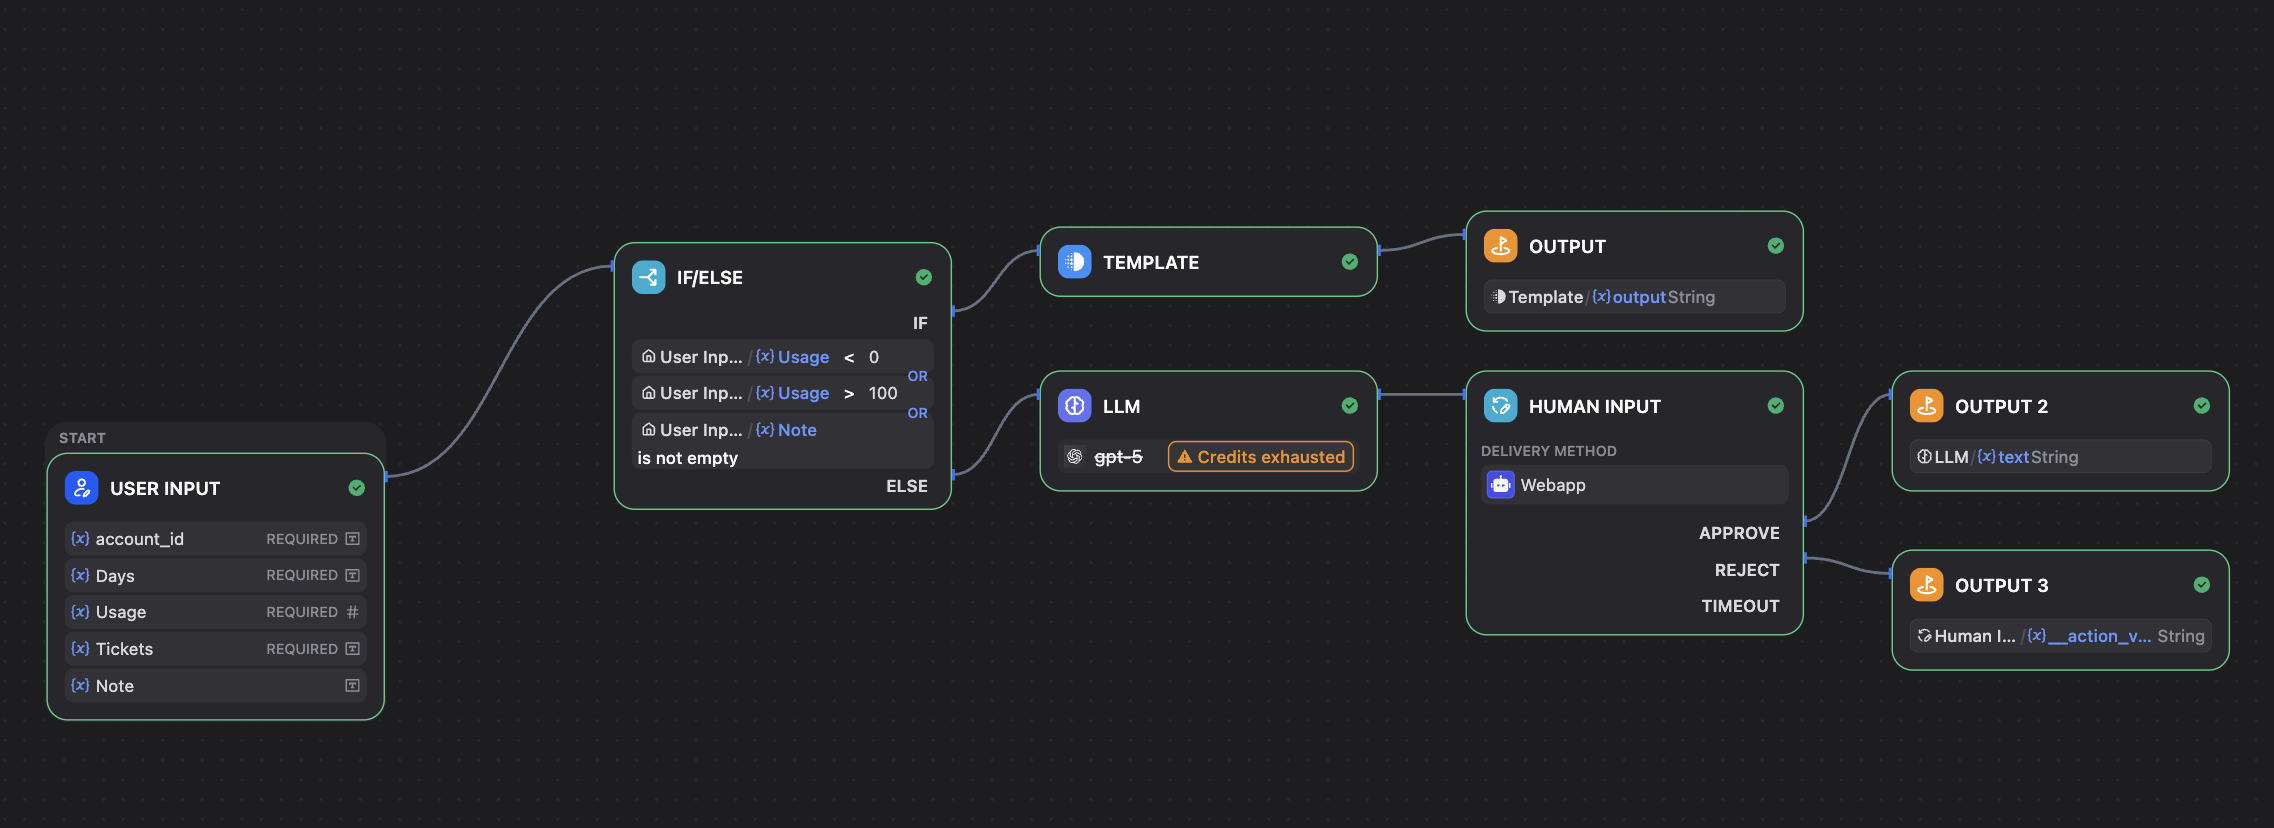 START
USER INPUT
{x} account_id REQUIRED
{x} Days REQUIRED
{x} Usage REQUIRED #
{x} Tickets REQUIRED
{x} Note
IF/ELSE
IF
User Inp... / {x} Usage < 0
OR
User Inp... / {x} Usage > 100
OR
User Inp... / {x} Note
is not empty
ELSE
TEMPLATE
OUTPUT
Template / {x} output String
LLM
gpt-5 Credits exhausted
HUMAN INPUT
DELIVERY METHOD
Webapp
APPROVE
REJECT
TIMEOUT
OUTPUT 2
LLM / {x} text String
OUTPUT 3
Human I... / {x} __action_v... String